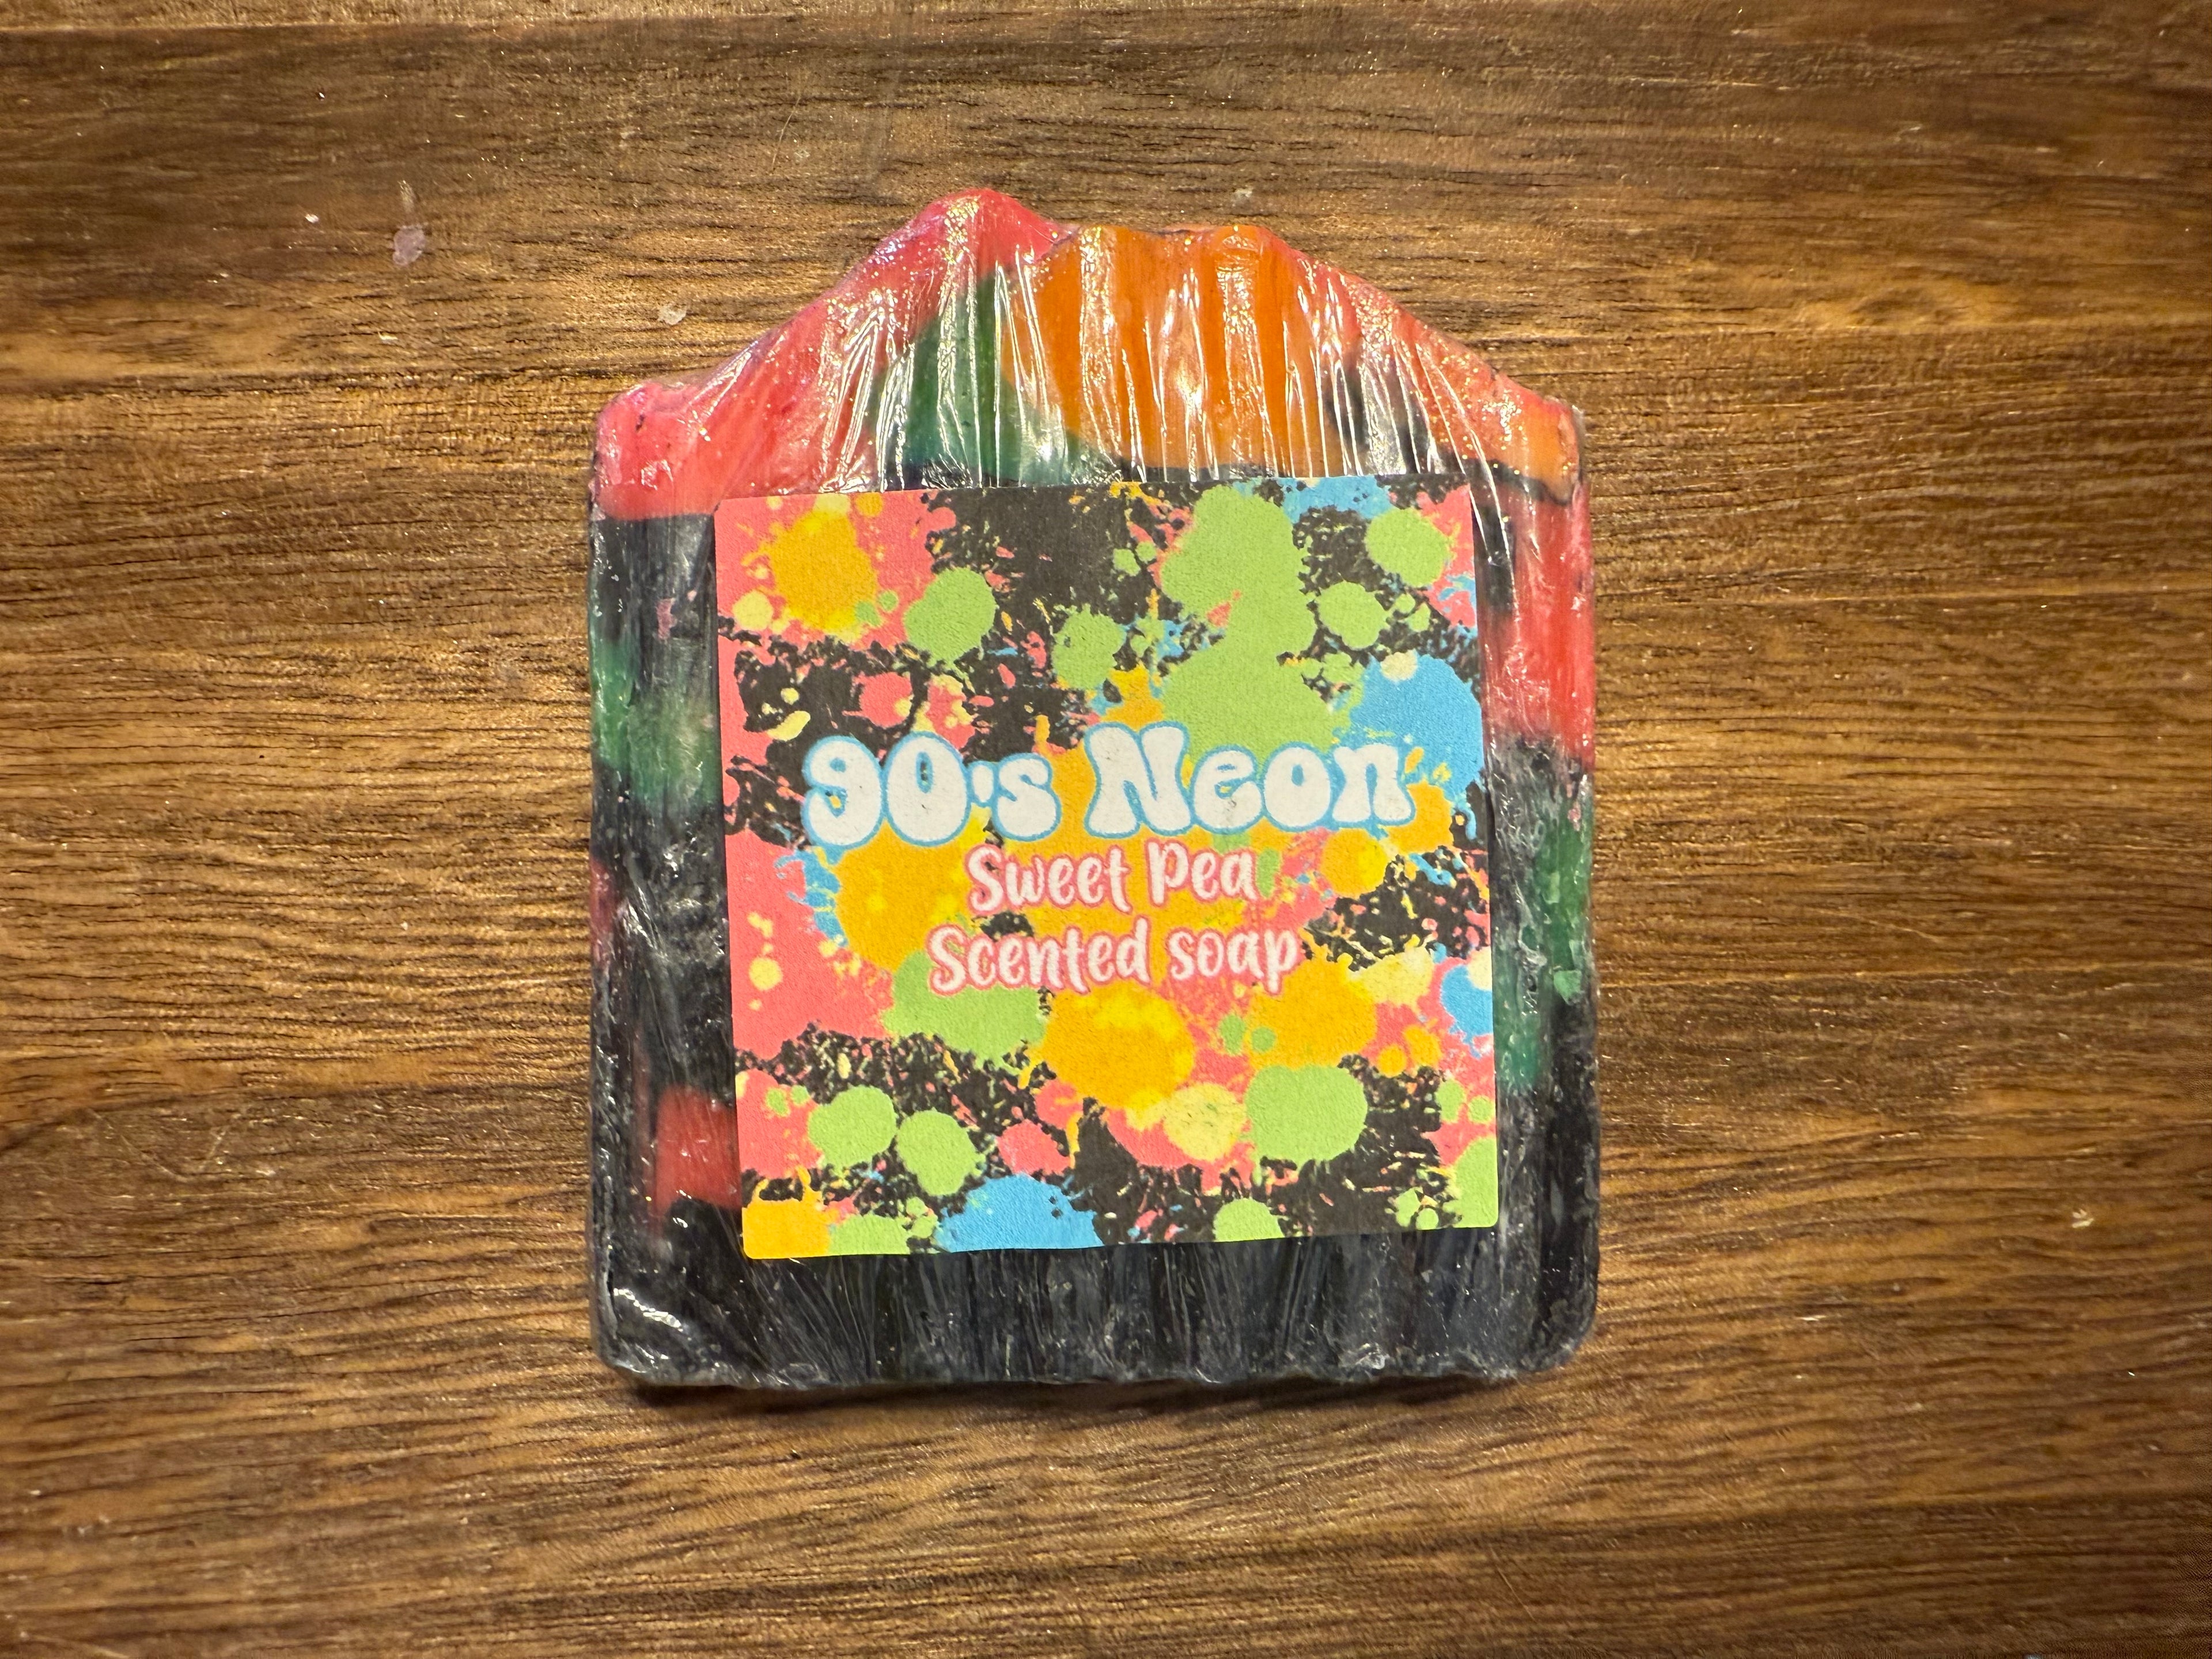 90's Neon
Sweet Pea
Scented soap